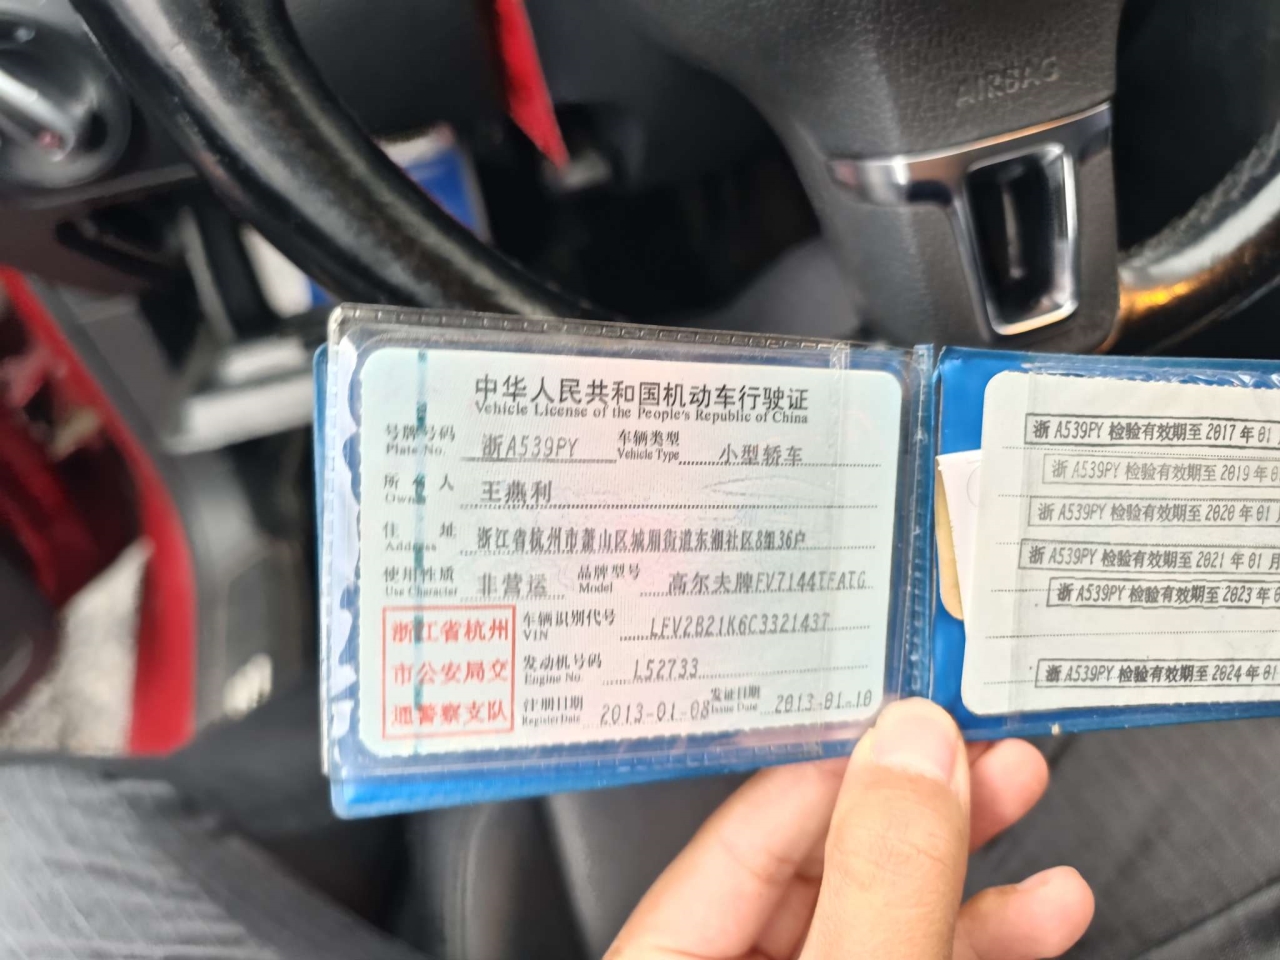 AIRBAG
中华人民共和国机动车行驶证
Vehicle License of the People's Republic of China
号牌号码 浙A539PY 车辆类型 小型轿车
Plate No. Vehicle Type
所有人 王燕利
Owner
住址 浙江省杭州市萧山区城厢街道东湖社区8组36户
Address
使用性质 非营运 品牌型号 高尔夫牌FV7144TFATG
Use Character Model
浙江省杭州
市公安局交
通警察支队
车辆识别代号 LFV2B21K6C3321437
VIN
发动机号码 L52733
Engine No.
注册日期 2013-01-08 发证日期 2013-01-10
Register Date Issue Date
浙A539PY 检验有效期至2017年01
浙A539PY 检验有效期至2019年0
浙A539PY 检验有效期至2020年01月
浙A539PY 检验有效期至2021年01月
浙A539PY 检验有效期至2023年0
浙A539PY 检验有效期至2024年01